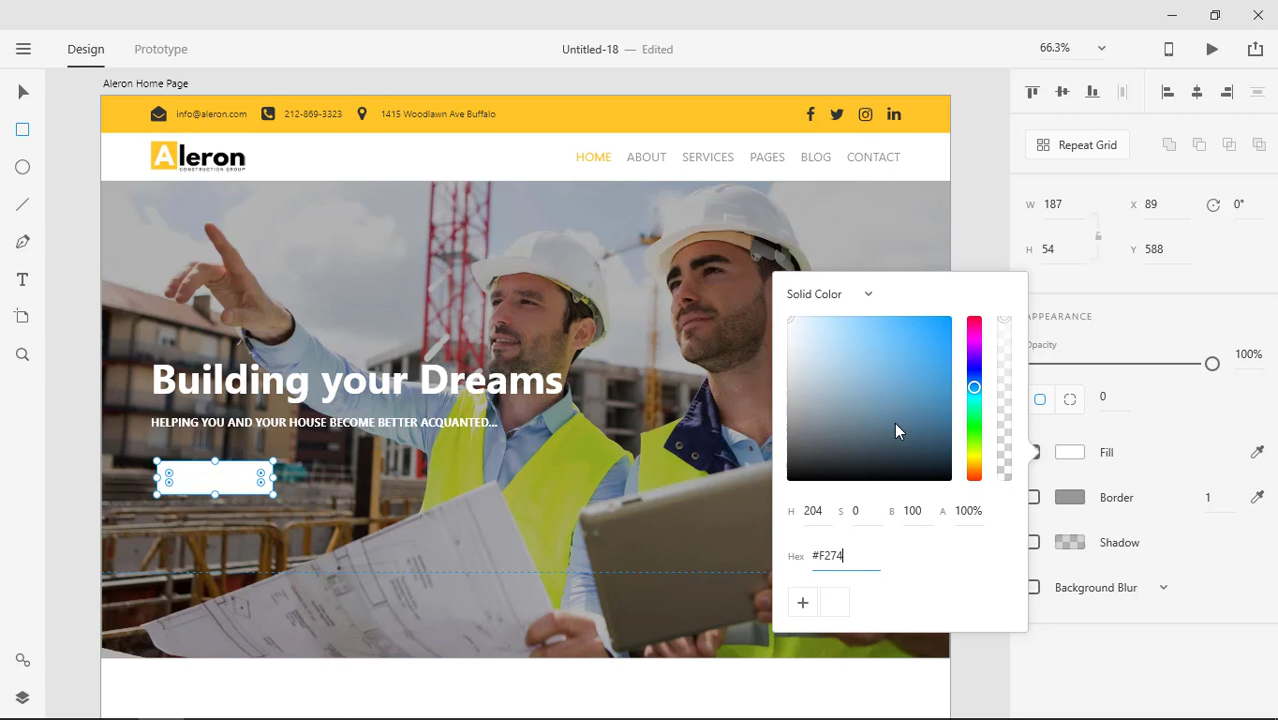 Design
Prototype
Untitled-18 — Edited
66.3%
Aleron Home Page
info@aleron.com
212-869-3323
1415 Woodlawn Ave Buffalo
Aleron
CONSTRUCTION GROUP
HOME ABOUT SERVICES PAGES BLOG CONTACT
Building your Dreams
HELPING YOU AND YOUR HOUSE BECOME BETTER ACQUANTED...
Repeat Grid
W 187 X 89 0°
H 54 Y 588
APPEARANCE
Opacity
100%
0
Fill
Border 1
Shadow
Background Blur
Solid Color
H 204 S 0 B 100 A 100%
Hex #F274